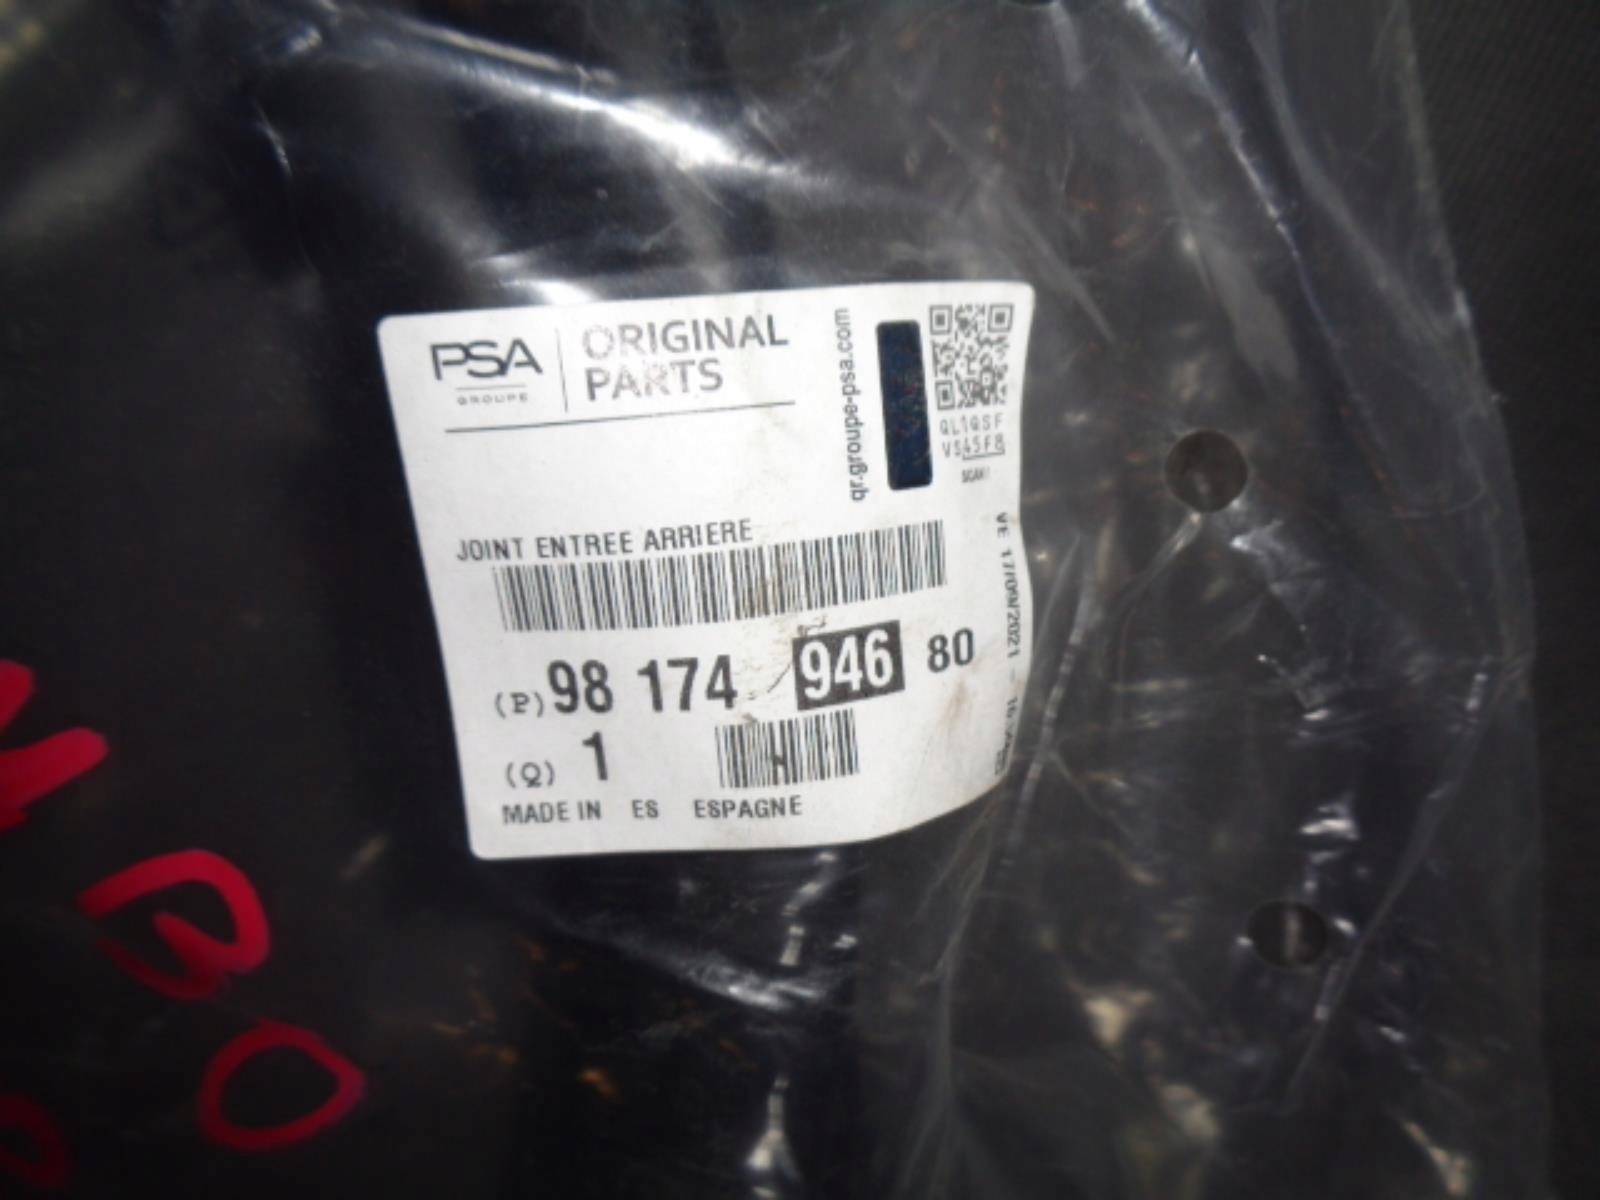 PSA
GROUPE
ORIGINAL
PARTS
qr.groupe-psa.com
QL1QSF
VS45F8
SCAN!
JOINT ENTREE ARRIERE
(P) 98 174 946 80
(Q) 1
MADE IN ES ESPAGNE
VE 17/09/2021 -